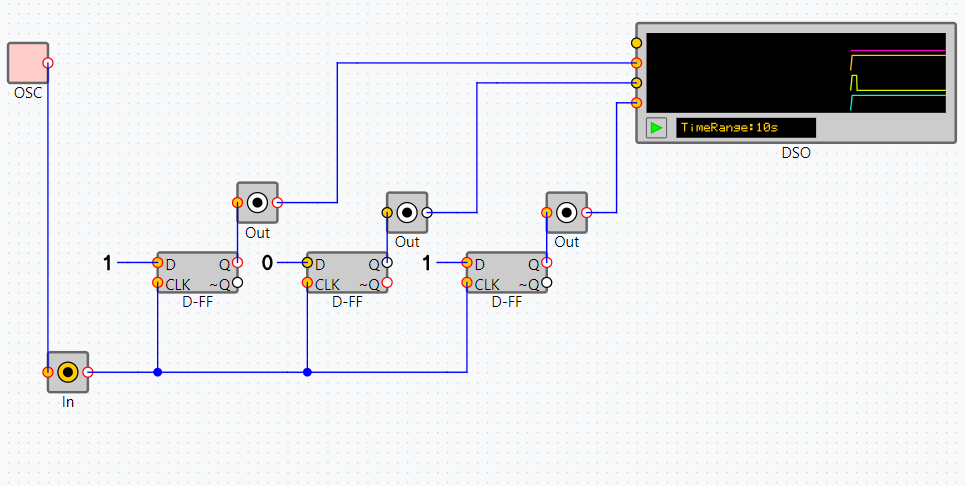 OSC
TimeRange:10s
DSO
Out
Out
Out
1 D Q
CLK ~Q
D-FF
0 D Q
CLK ~Q
D-FF
1 D Q
CLK ~Q
D-FF
In